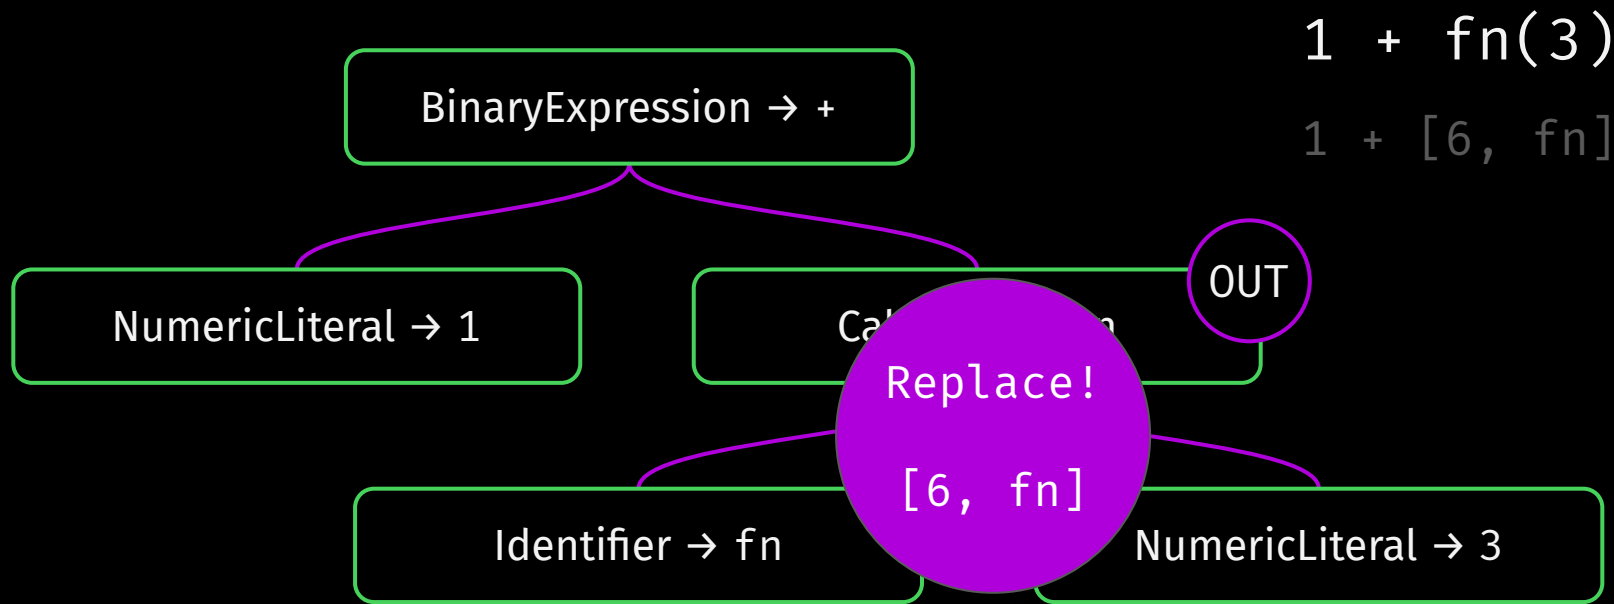 1 + fn(3)
BinaryExpression → +
1 + [6, fn]
OUT
NumericLiteral → 1
Replace!
[6, fn]
Identifier → fn
NumericLiteral → 3